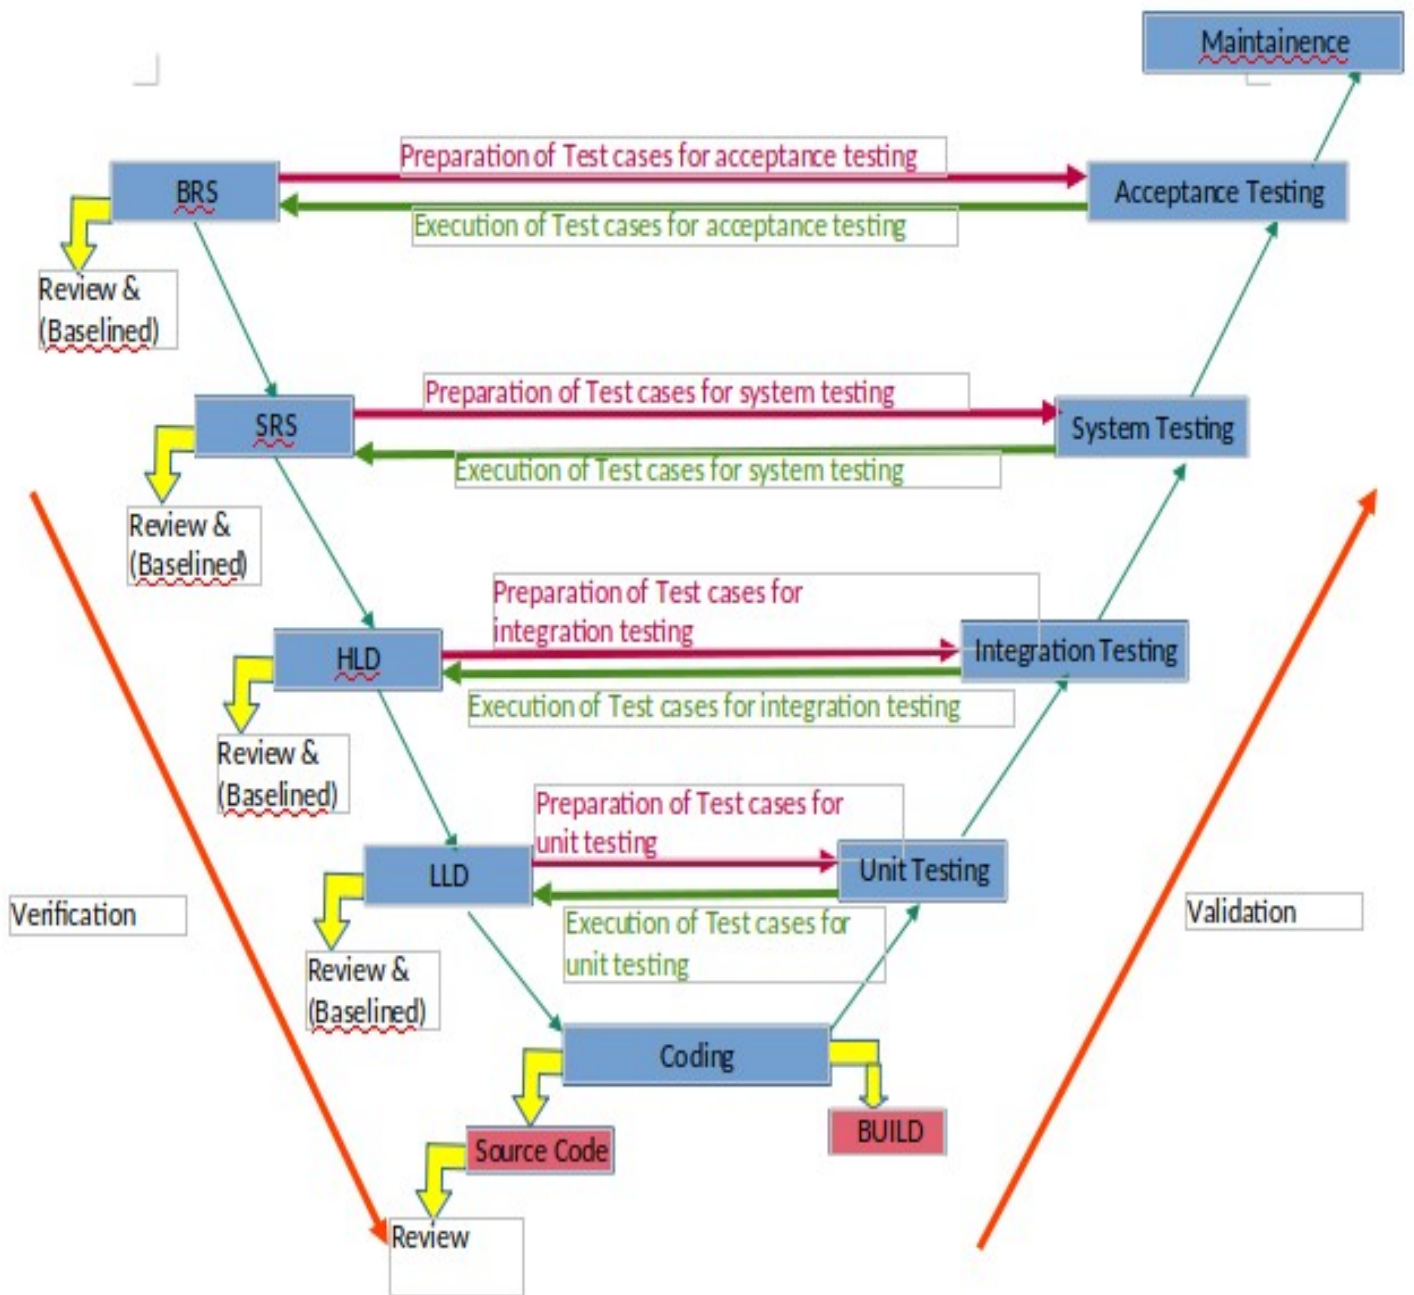 Maintainence
Preparation of Test cases for acceptance testing
BRS
Acceptance Testing
Execution of Test cases for acceptance testing
Review &
(Baselined)
Preparation of Test cases for system testing
SRS
System Testing
Execution of Test cases for system testing
Review &
(Baselined)
Preparation of Test cases for
integration testing
HLD
Integration Testing
Execution of Test cases for integration testing
Review &
(Baselined)
Preparation of Test cases for
unit testing
LLD
Unit Testing
Verification
Execution of Test cases for
unit testing
Validation
Review &
(Baselined)
Coding
Source Code
BUILD
Review